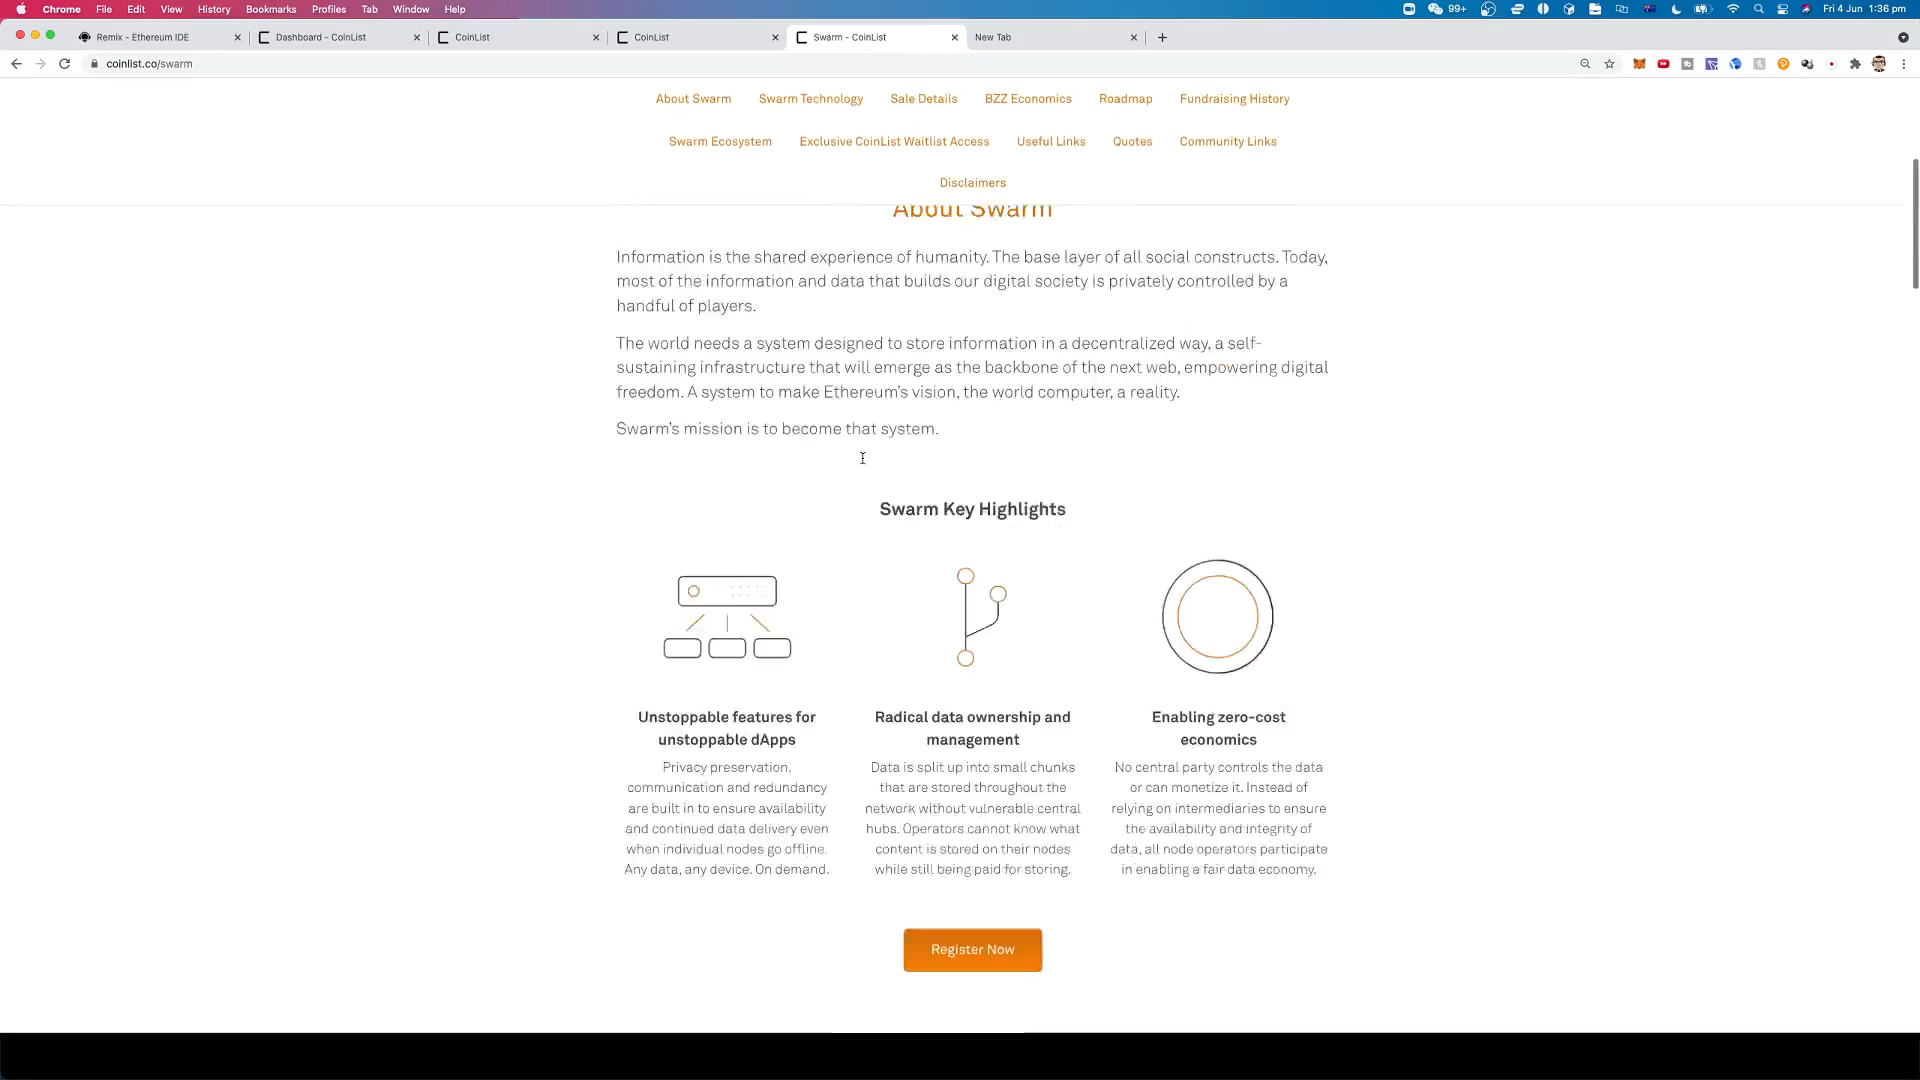 Chrome File Edit View History Bookmarks Profiles Tab Window Help 99+ Fri 4 Jun 1:36 pm
Remix - Ethereum IDE Dashboard - CoinList CoinList CoinList Swarm - CoinList New Tab
coinlist.co/swarm
About Swarm Swarm Technology Sale Details BZZ Economics Roadmap Fundraising History
Swarm Ecosystem Exclusive CoinList Waitlist Access Useful Links Quotes Community Links
Disclaimers
About Swarm
Information is the shared experience of humanity. The base layer of all social constructs. Today,
most of the information and data that builds our digital society is privately controlled by a
handful of players.
The world needs a system designed to store information in a decentralized way, a self-
sustaining infrastructure that will emerge as the backbone of the next web, empowering digital
freedom. A system to make Ethereum's vision, the world computer, a reality.
Swarm's mission is to become that system.
Swarm Key Highlights
Unstoppable features for
unstoppable dApps
Privacy preservation,
communication and redundancy
are built in to ensure availability
and continued data delivery even
when individual nodes go offline.
Any data, any device. On demand.
Radical data ownership and
management
Data is split up into small chunks
that are stored throughout the
network without vulnerable central
hubs. Operators cannot know what
content is stored on their nodes
while still being paid for storing.
Enabling zero-cost
economics
No central party controls the data
or can monetize it. Instead of
relying on intermediaries to ensure
the availability and integrity of
data, all node operators participate
in enabling a fair data economy.
Register Now